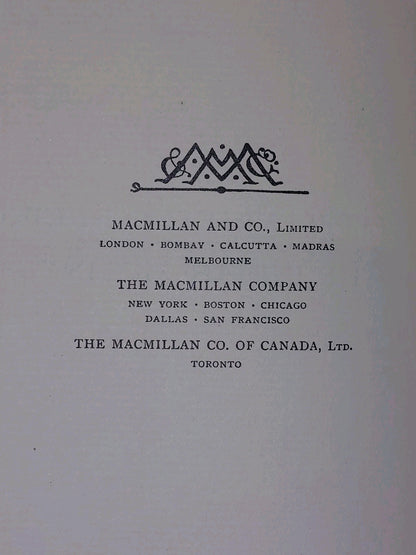 & M M & Co.
MACMILLAN AND CO., LIMITED
LONDON • BOMBAY • CALCUTTA • MADRAS
MELBOURNE
THE MACMILLAN COMPANY
NEW YORK • BOSTON • CHICAGO
DALLAS • SAN FRANCISCO
THE MACMILLAN CO. OF CANADA, LTD.
TORONTO